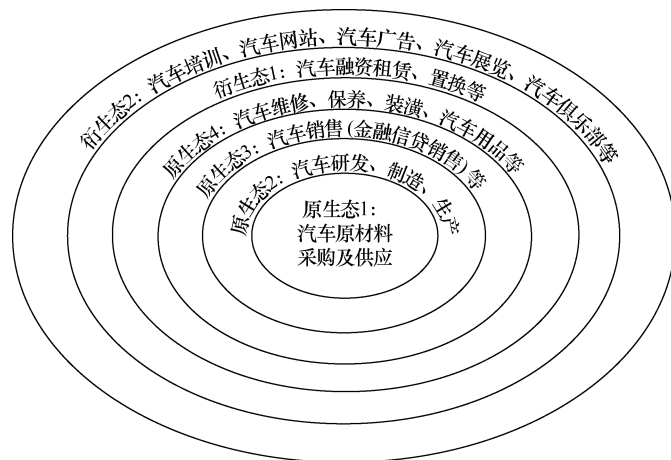 衍生态2：汽车培训、汽车网站、汽车广告、汽车展览、汽车俱乐部等
衍生态1：汽车融资租赁、置换等
原生态4：汽车维修、保养、装潢、汽车用品等
原生态3：汽车销售(金融信贷销售)等
原生态2：汽车研发、制造、生产
原生态1：
汽车原材料
采购及供应